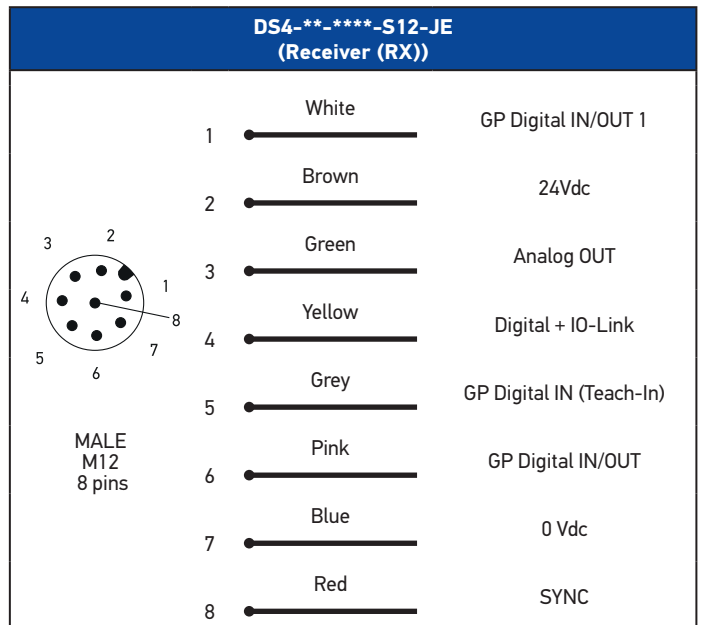 DS4-**-****-S12-JE
(Receiver (RX))
1 White GP Digital IN/OUT 1
2 Brown 24Vdc
3 Green Analog OUT
4 Yellow Digital + IO-Link
5 Grey GP Digital IN (Teach-In)
6 Pink GP Digital IN/OUT
7 Blue 0 Vdc
8 Red SYNC
3 2
1
4
8
5 7
6
MALE
M12
8 pins